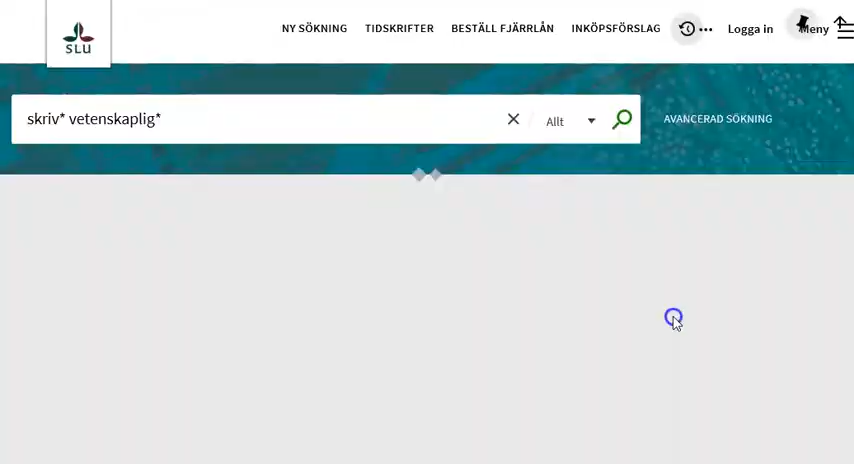 SLU
NY SÖKNING TIDSKRIFTER BESTÄLL FJÄRRLÅN INKÖPSFÖRSLAG Logga in Meny
skriv* vetenskaplig* Allt AVANCERAD SÖKNING